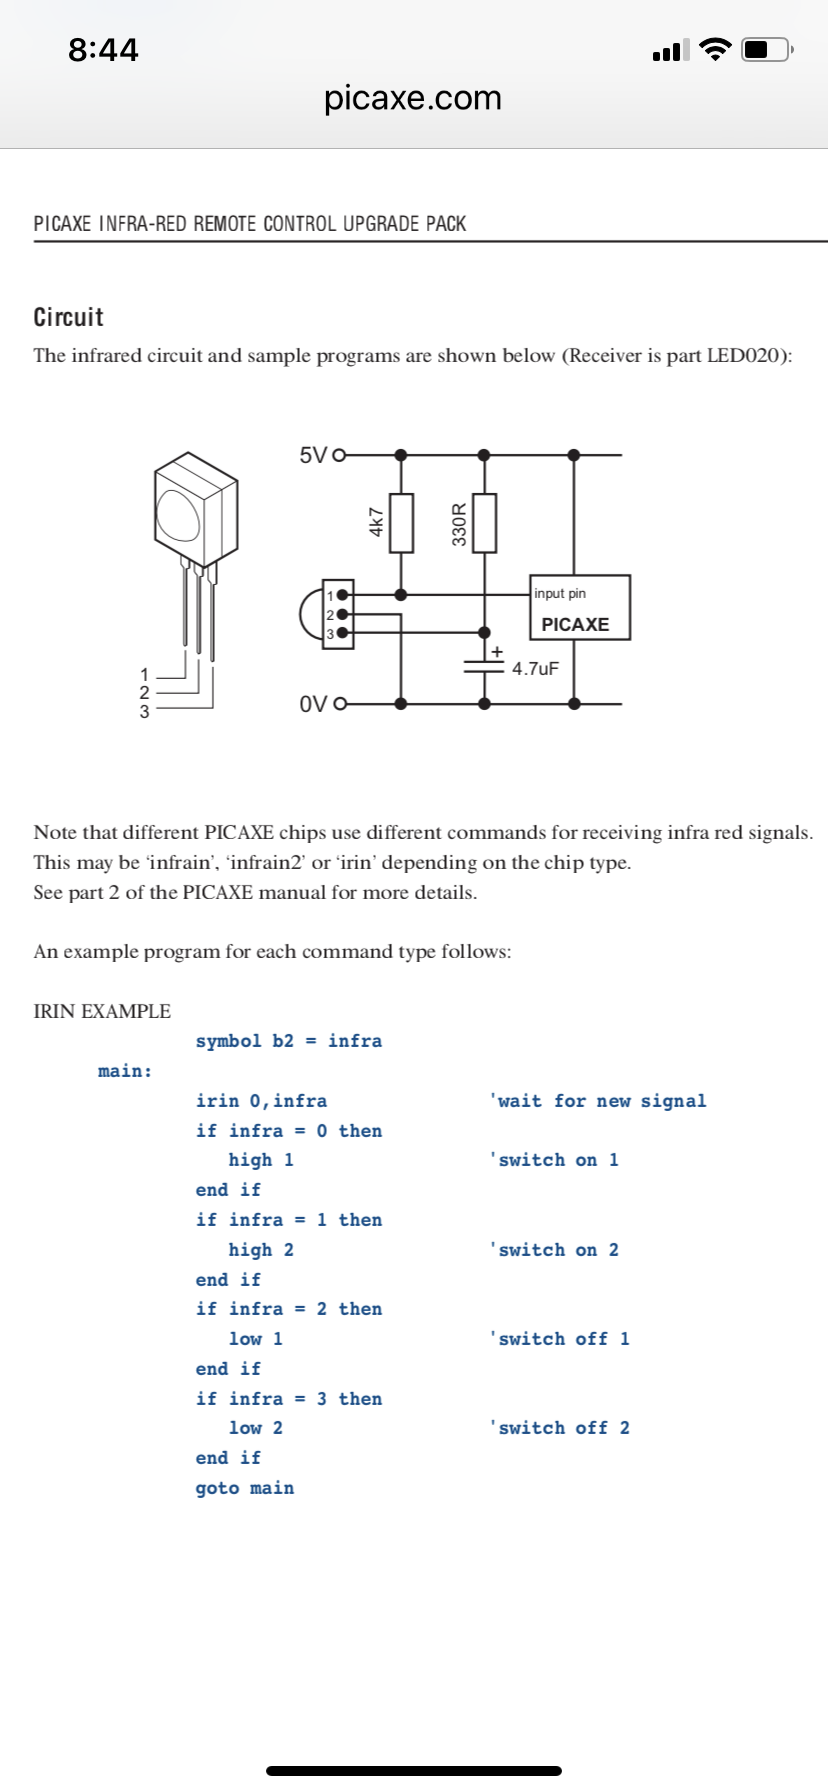 8:44
picaxe.com
PICAXE INFRA-RED REMOTE CONTROL UPGRADE PACK
Circuit
The infrared circuit and sample programs are shown below (Receiver is part LED020):
5V
4k7
330R
1
2
3
input pin
PICAXE
+
4.7uF
0V
1
2
3
Note that different PICAXE chips use different commands for receiving infra red signals.
This may be ‘infrain’, ‘infrain2’ or ‘irin’ depending on the chip type.
See part 2 of the PICAXE manual for more details.
An example program for each command type follows:
IRIN EXAMPLE
symbol b2 = infra
main:
irin 0,infra 'wait for new signal
if infra = 0 then
high 1 'switch on 1
end if
if infra = 1 then
high 2 'switch on 2
end if
if infra = 2 then
low 1 'switch off 1
end if
if infra = 3 then
low 2 'switch off 2
end if
goto main